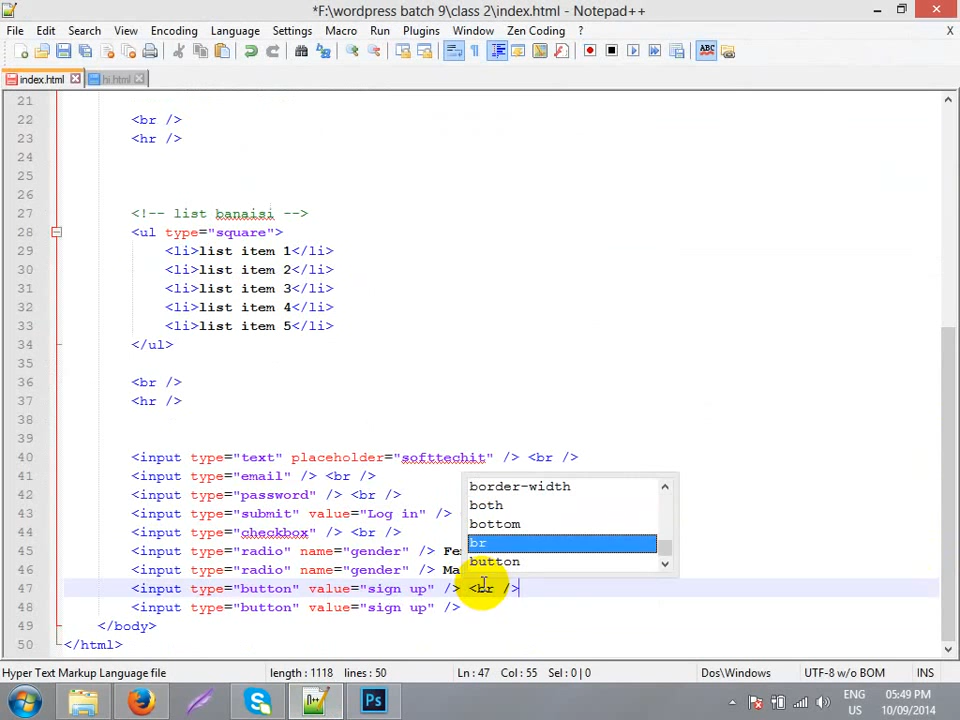 *F:\wordpress batch 9\class 2\index.html - Notepad++
File Edit Search View Encoding Language Settings Macro Run Plugins Window Zen Coding ? X
index.html hi.html
21
22 <br />
23 <hr />
24
25
26
27 <!-- list banaisi -->
28 <ul type="square">
29 <li>list item 1</li>
30 <li>list item 2</li>
31 <li>list item 3</li>
32 <li>list item 4</li>
33 <li>list item 5</li>
34 </ul>
35
36 <br />
37 <hr />
38
39
40 <input type="text" placeholder="softtechit" /> <br />
41 <input type="email" /> <br />
42 <input type="password" /> <br />
43 <input type="submit" value="Log in" />
44 <input type="checkbox" /> <br />
45 <input type="radio" name="gender" /> Fe
46 <input type="radio" name="gender" /> Ma
47 <input type="button" value="sign up" /> <br />
48 <input type="button" value="sign up" />
49 </body>
50 </html>
border-width
both
bottom
br
button
Hyper Text Markup Language file length : 1118 lines : 50 Ln : 47 Col : 55 Sel : 0 | 0 Dos\Windows UTF-8 w/o BOM INS
ABC
Ps
ENG
US
05:49 PM
10/09/2014